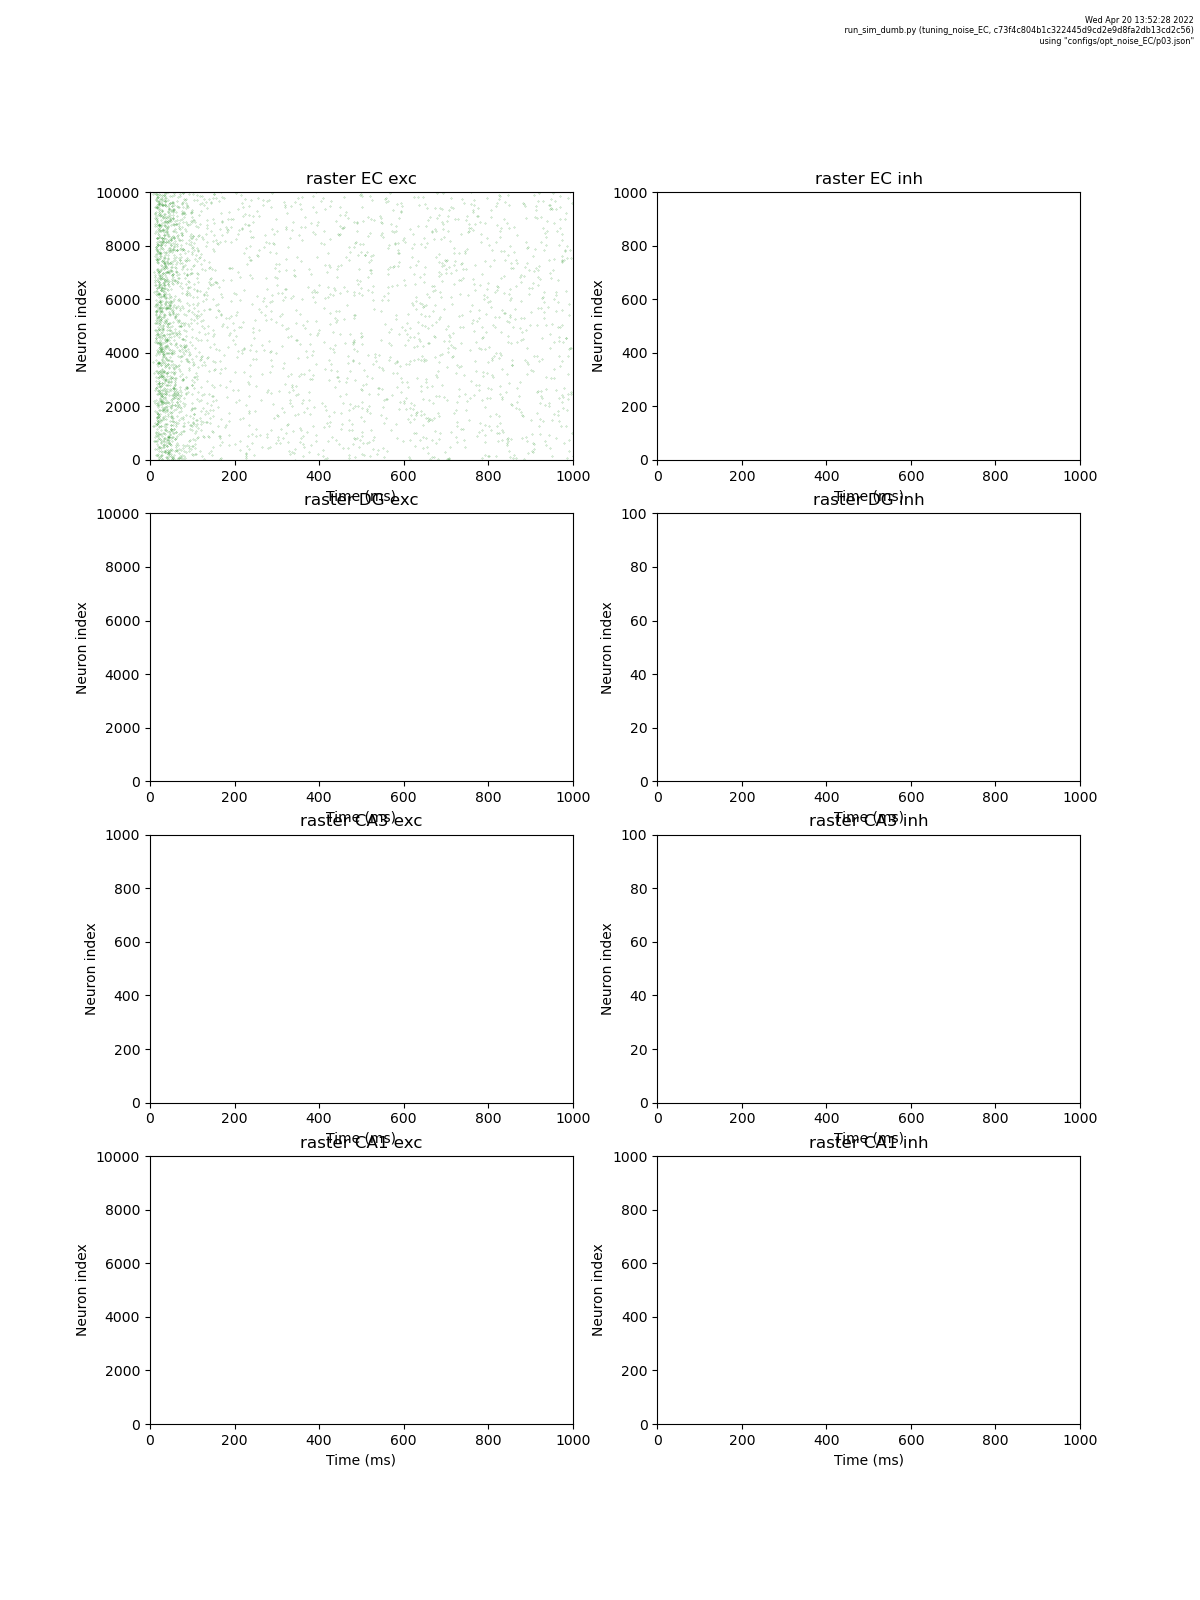 Wed Apr 20 13:52:28 2022
run_sim_dumb.py (tuning_noise_EC, c73f4c804b1c322445d9cd2e9d8fa2db13cd2c56)
using "configs/opt_noise_EC/p03.json"
raster EC exc
10000
8000
6000
4000
2000
0
Neuron index
0 200 400 600 800 1000
Time (ms)
raster EC inh
1000
800
600
400
200
0
Neuron index
0 200 400 600 800 1000
Time (ms)
raster DG exc
10000
8000
6000
4000
2000
0
Neuron index
0 200 400 600 800 1000
Time (ms)
raster DG inh
100
80
60
40
20
0
Neuron index
0 200 400 600 800 1000
Time (ms)
raster CA3 exc
1000
800
600
400
200
0
Neuron index
0 200 400 600 800 1000
Time (ms)
raster CA3 inh
100
80
60
40
20
0
Neuron index
0 200 400 600 800 1000
Time (ms)
raster CA1 exc
10000
8000
6000
4000
2000
0
Neuron index
0 200 400 600 800 1000
Time (ms)
raster CA1 inh
1000
800
600
400
200
0
Neuron index
0 200 400 600 800 1000
Time (ms)